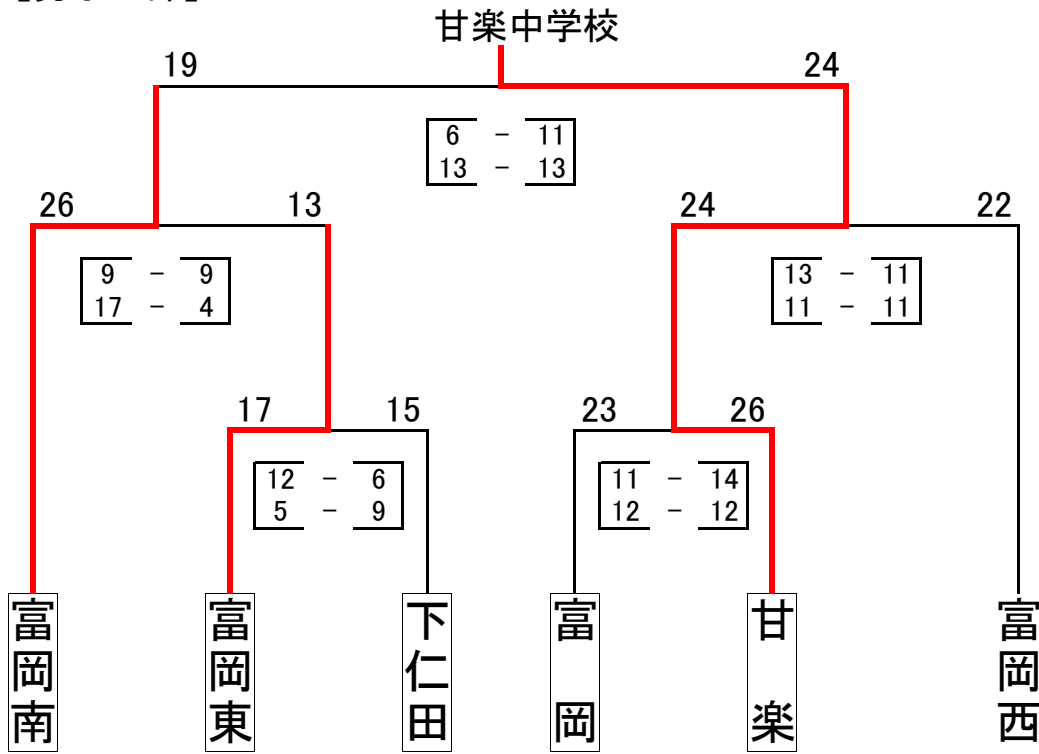 甘楽中学校
19 24
6 - 11
13 - 13
26 13 24 22
9 - 9 13 - 11
17 - 4 11 - 11
17 15 23 26
12 - 6 11 - 14
5 - 9 12 - 12
富岡南
富岡東
下仁田
富岡
甘楽
富岡西